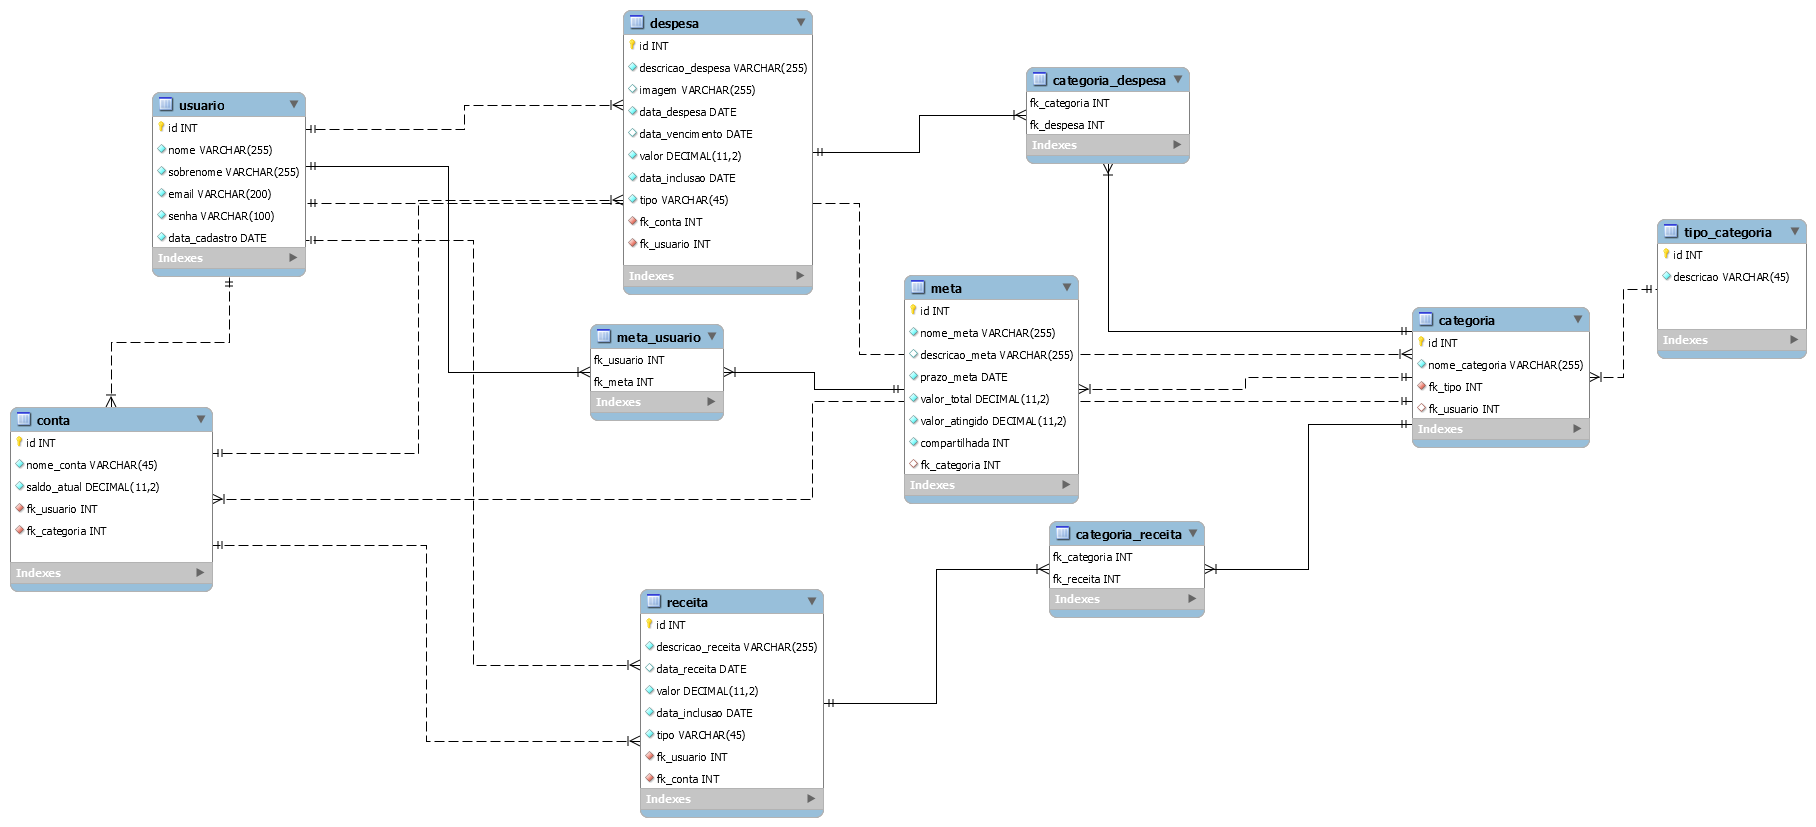 despesa
id INT
descricao_despesa VARCHAR(255)
imagem VARCHAR(255)
data_despesa DATE
data_vencimento DATE
valor DECIMAL(11,2)
data_inclusao DATE
tipo VARCHAR(45)
fk_conta INT
fk_usuario INT
Indexes
categoria_despesa
fk_categoria INT
fk_despesa INT
Indexes
usuario
id INT
nome VARCHAR(255)
sobrenome VARCHAR(255)
email VARCHAR(200)
senha VARCHAR(100)
data_cadastro DATE
Indexes
tipo_categoria
id INT
descricao VARCHAR(45)
Indexes
meta
id INT
nome_meta VARCHAR(255)
descricao_meta VARCHAR(255)
prazo_meta DATE
valor_total DECIMAL(11,2)
valor_atingido DECIMAL(11,2)
compartilhada INT
fk_categoria INT
Indexes
categoria
id INT
nome_categoria VARCHAR(255)
fk_tipo INT
fk_usuario INT
Indexes
meta_usuario
fk_usuario INT
fk_meta INT
Indexes
conta
id INT
nome_conta VARCHAR(45)
saldo_atual DECIMAL(11,2)
fk_usuario INT
fk_categoria INT
Indexes
categoria_receita
fk_categoria INT
fk_receita INT
Indexes
receita
id INT
descricao_receita VARCHAR(255)
data_receita DATE
valor DECIMAL(11,2)
data_inclusao DATE
tipo VARCHAR(45)
fk_usuario INT
fk_conta INT
Indexes